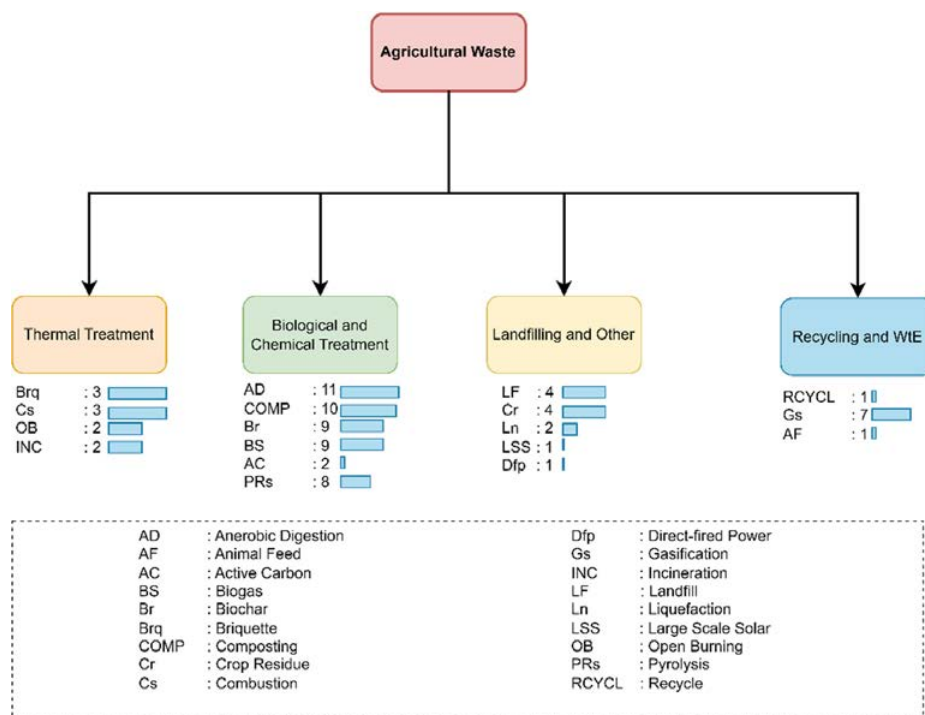 Agricultural Waste
Thermal Treatment
Brq : 3
Cs : 3
OB : 2
INC : 2
Biological and
Chemical Treatment
AD : 11
COMP : 10
Br : 9
BS : 9
AC : 2
PRs : 8
Landfilling and Other
LF : 4
Cr : 4
Ln : 2
LSS : 1
Dfp : 1
Recycling and WtE
RCYCL : 1
Gs : 7
AF : 1
AD : Anerobic Digestion
AF : Animal Feed
AC : Active Carbon
BS : Biogas
Br : Biochar
Brq : Briquette
COMP : Composting
Cr : Crop Residue
Cs : Combustion
Dfp : Direct-fired Power
Gs : Gasification
INC : Incineration
LF : Landfill
Ln : Liquefaction
LSS : Large Scale Solar
OB : Open Burning
PRs : Pyrolysis
RCYCL : Recycle